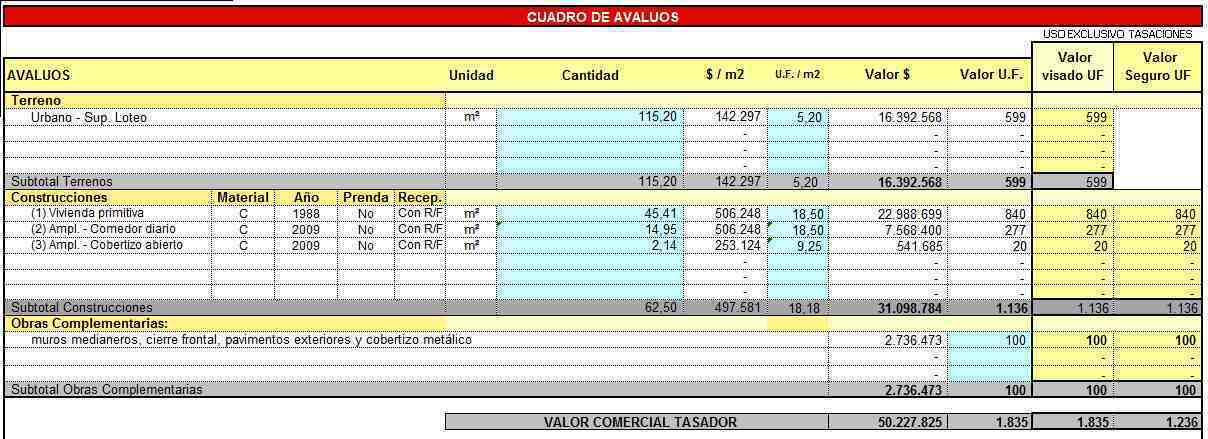 CUADRO DE AVALUOS
USO EXCLUSIVO TASACIONES
AVALUOS Unidad Cantidad $ / m2 U.F. / m2 Valor $ Valor U.F. Valor visado UF Valor Seguro UF
Terreno
Urbano - Sup. Loteo m² 115,20 142.297 5,20 16.392.568 599 599
- - - -
- - - -
- - - -
Subtotal Terrenos 115,20 142.297 5,20 16.392.568 599 599
Construcciones Material Año Prenda Recep.
(1) Vivienda primitiva C 1988 No Con R/F m² 45,41 506.248 18,50 22.988.699 840 840 840
(2) Ampl. - Comedor diario C 2009 No Con R/F m² 14,95 506.248 18,50 7.568.400 277 277 277
(3) Ampl. - Cobertizo abierto C 2009 No Con R/F m² 2,14 253.124 9,25 541.685 20 20 20
- - - - -
- - - - -
- - - - -
Subtotal Construcciones 62,50 497.581 18,18 31.098.784 1.136 1.136 1.136
Obras Complementarias:
muros medianeros, cierre frontal, pavimentos exteriores y cobertizo metálico 2.736.473 100 100 100
- - -
- - -
Subtotal Obras Complementarias 2.736.473 100 100 100
VALOR COMERCIAL TASADOR 50.227.825 1.835 1.835 1.236